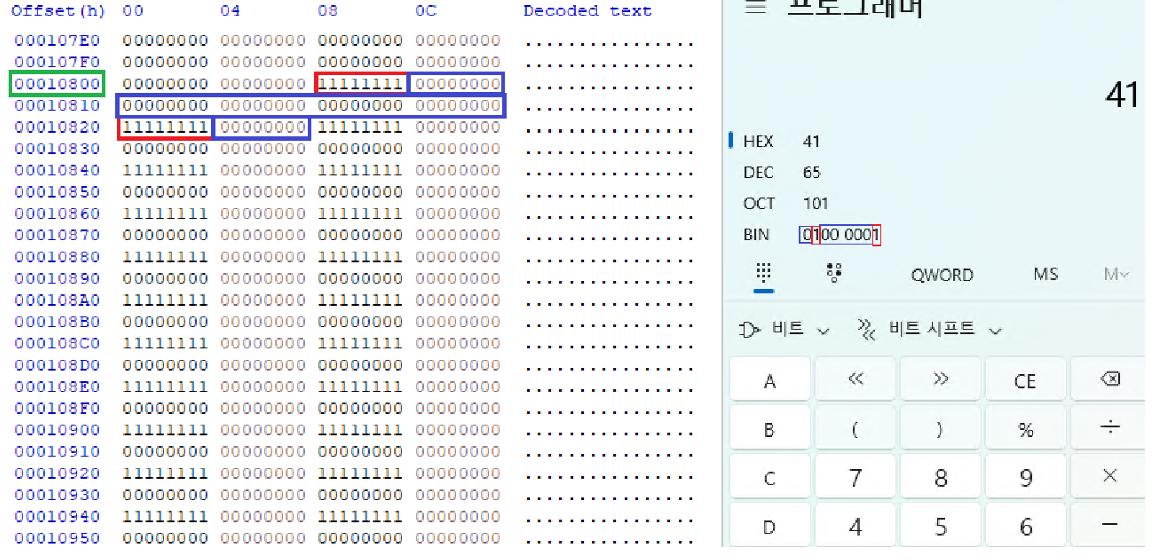 Offset(h) 00 04 08 0C Decoded text
000107E0 00000000 00000000 00000000 00000000 ................
000107F0 00000000 00000000 00000000 00000000 ................
00010800 00000000 00000000 11111111 00000000 ................
00010810 00000000 00000000 00000000 00000000 ................
00010820 11111111 00000000 11111111 00000000 ................
00010830 00000000 00000000 00000000 00000000 ................
00010840 11111111 00000000 11111111 00000000 ................
00010850 00000000 00000000 00000000 00000000 ................
00010860 11111111 00000000 11111111 00000000 ................
00010870 00000000 00000000 00000000 00000000 ................
00010880 11111111 00000000 11111111 00000000 ................
00010890 00000000 00000000 00000000 00000000 ................
000108A0 11111111 00000000 11111111 00000000 ................
000108B0 00000000 00000000 00000000 00000000 ................
000108C0 11111111 00000000 11111111 00000000 ................
000108D0 00000000 00000000 00000000 00000000 ................
000108E0 11111111 00000000 11111111 00000000 ................
000108F0 00000000 00000000 00000000 00000000 ................
00010900 11111111 00000000 11111111 00000000 ................
00010910 00000000 00000000 00000000 00000000 ................
00010920 11111111 00000000 11111111 00000000 ................
00010930 00000000 00000000 00000000 00000000 ................
00010940 11111111 00000000 11111111 00000000 ................
00010950 00000000 00000000 00000000 00000000 ................
프로그래머
41
HEX 41
DEC 65
OCT 101
BIN 0100 0001
QWORD MS M
비트 비트 시프트
A << >> CE
B ( ) % ÷
C 7 8 9 ×
D 4 5 6 −